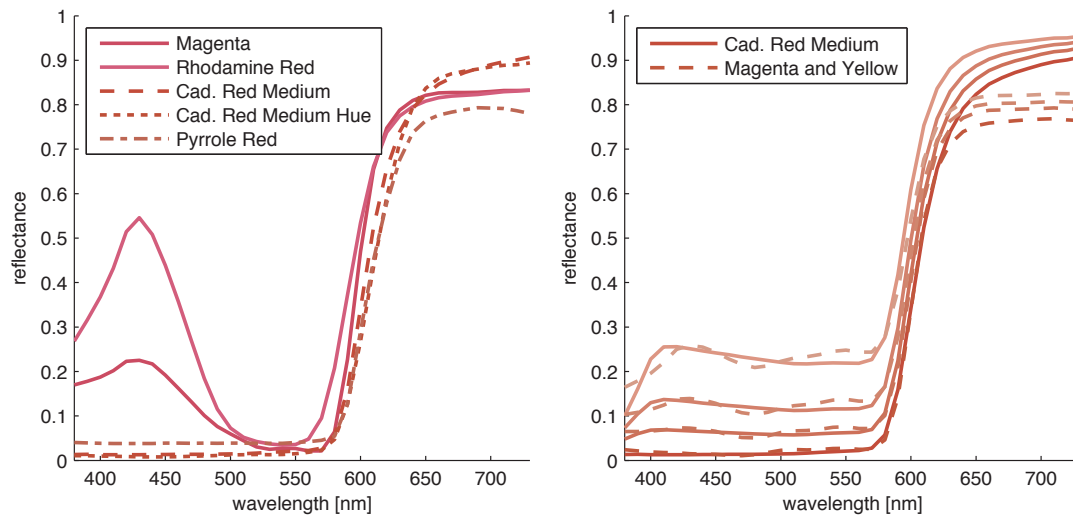 1
0.9
0.8
0.7
0.6
0.5
0.4
0.3
0.2
0.1
0
reflectance
Magenta
Rhodamine Red
Cad. Red Medium
Cad. Red Medium Hue
Pyrrole Red
400 450 500 550 600 650 700
wavelength [nm]
1
0.9
0.8
0.7
0.6
0.5
0.4
0.3
0.2
0.1
0
reflectance
Cad. Red Medium
Magenta and Yellow
400 450 500 550 600 650 700
wavelength [nm]